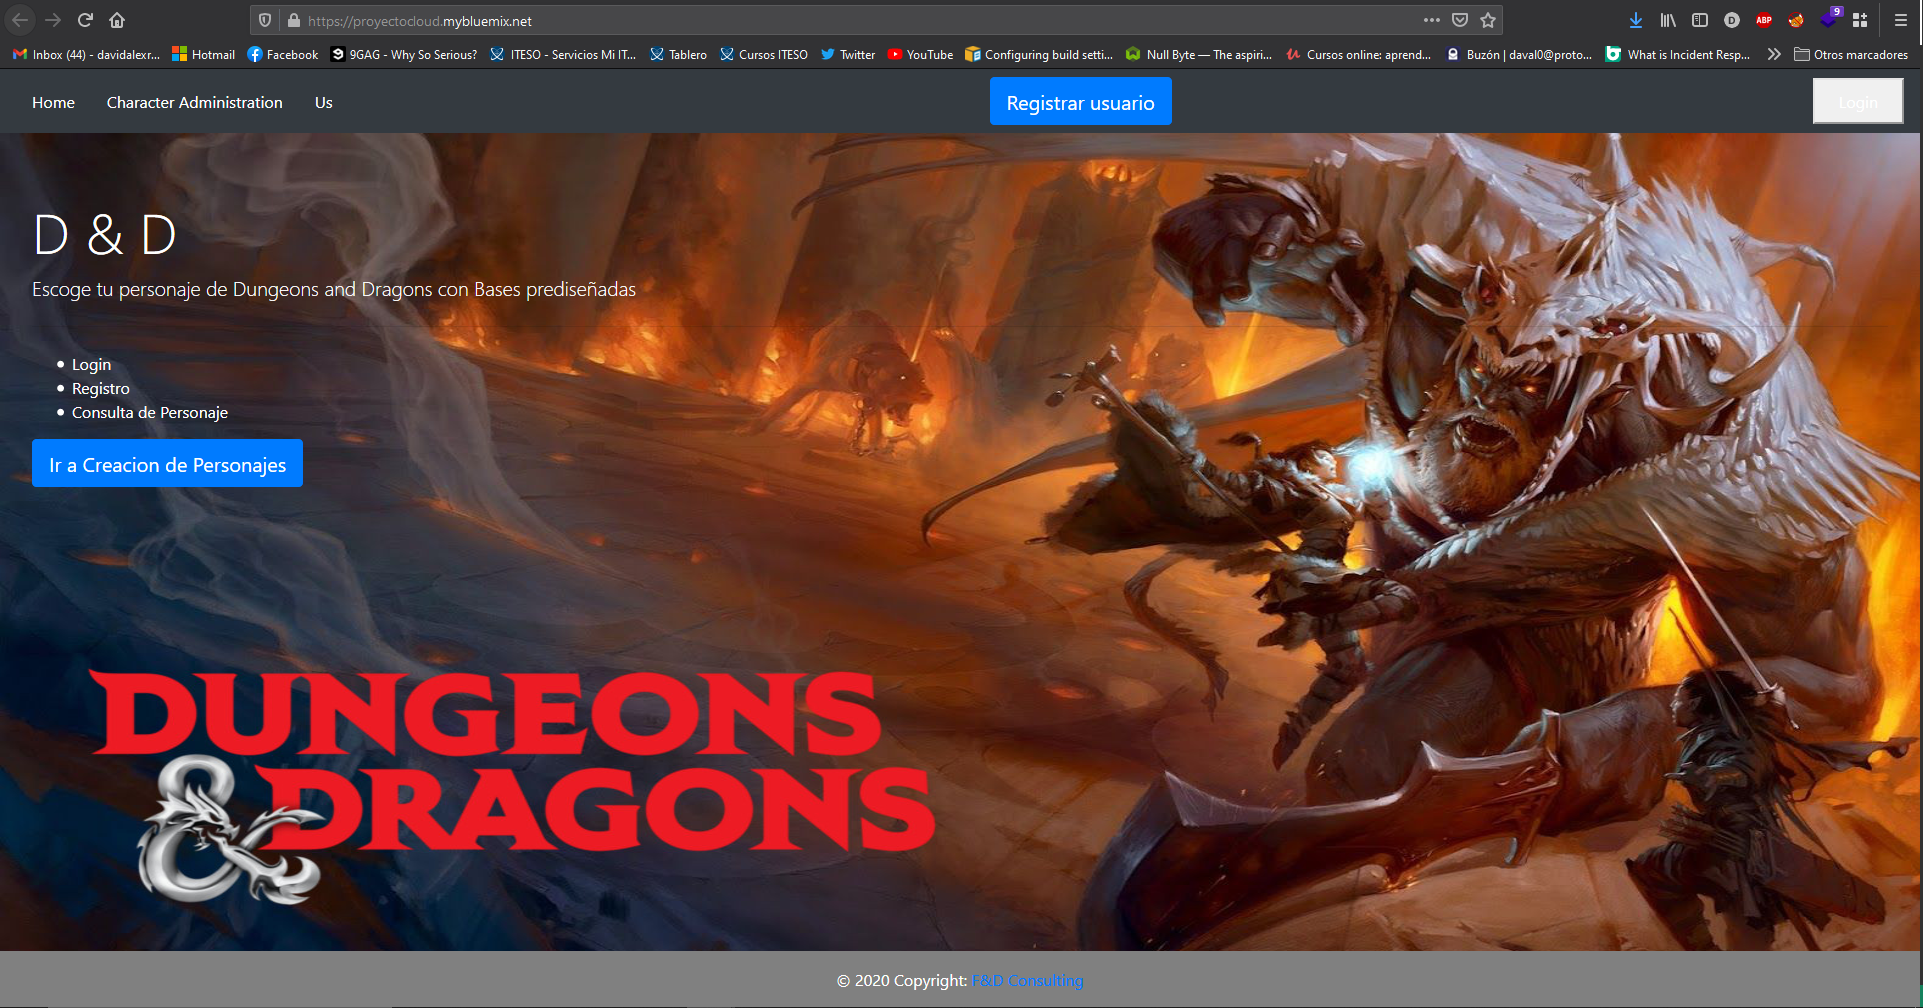 https://proyectocloud.mybluemix.net
9
Inbox (44) - davidalexr... Hotmail Facebook 9GAG - Why So Serious? ITESO - Servicios Mi IT... Tablero Cursos ITESO Twitter YouTube Configuring build setti... Null Byte — The aspiri... Cursos online: aprend... Buzón | daval0@proto... What is Incident Resp... Otros marcadores
Home Character Administration Us Registrar usuario Login
D & D
Escoge tu personaje de Dungeons and Dragons con Bases prediseñadas
Login
Registro
Consulta de Personaje
Ir a Creacion de Personajes
DUNGEONS
& DRAGONS
© 2020 Copyright: F&D Consulting